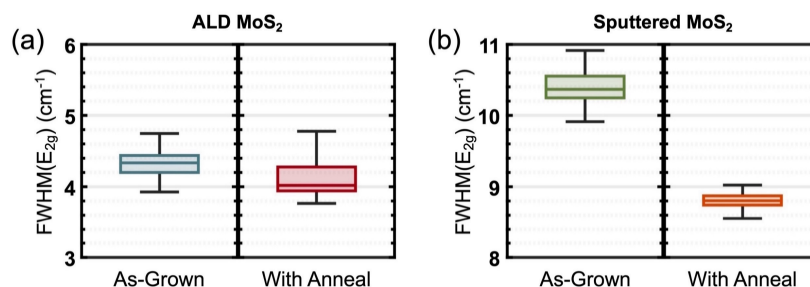 (a)
ALD MoS₂
FWHM(E₂g) (cm⁻¹)
6
5
4
3
As-Grown
With Anneal
(b)
Sputtered MoS₂
FWHM(E₂g) (cm⁻¹)
11
10
9
8
As-Grown
With Anneal